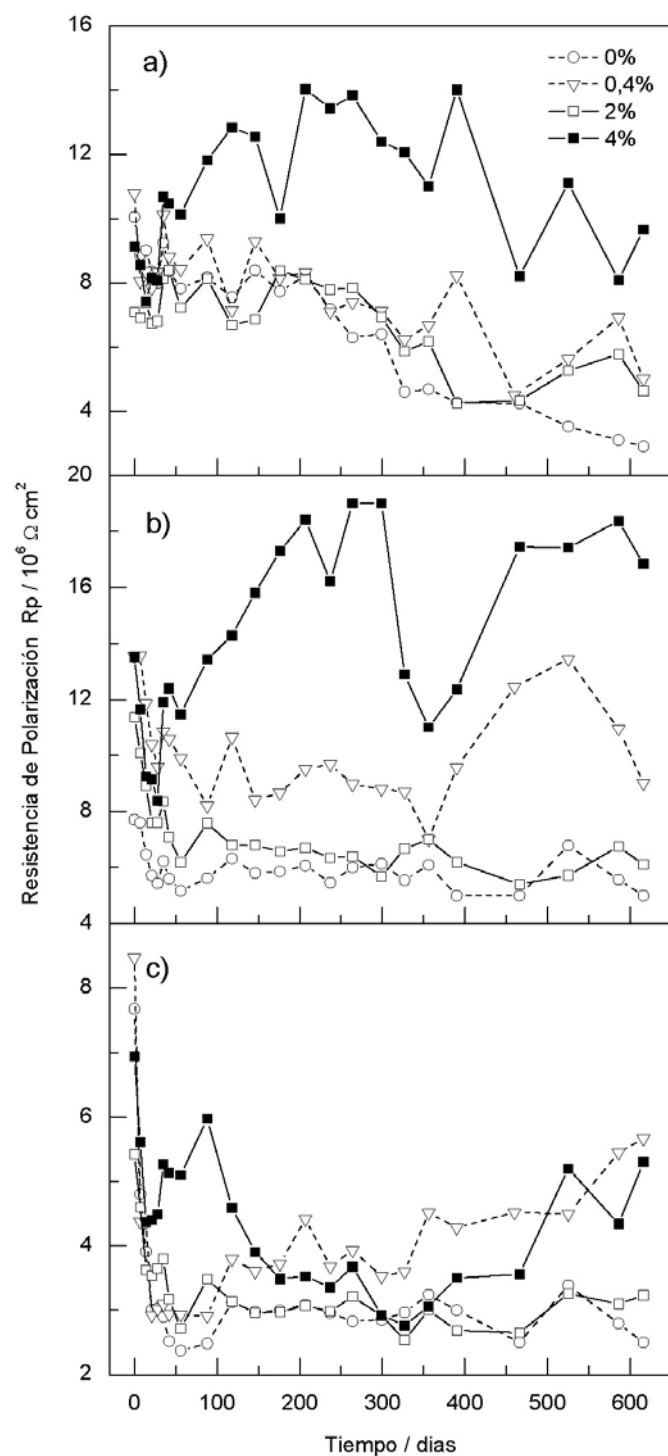 16
a)
0%
0,4%
2%
4%
12
8
4
20
b)
16
12
8
4
c)
8
6
4
2
0 100 200 300 400 500 600
Tiempo / dias
Resistencia de Polarización Rp / 10⁶ Ω cm²